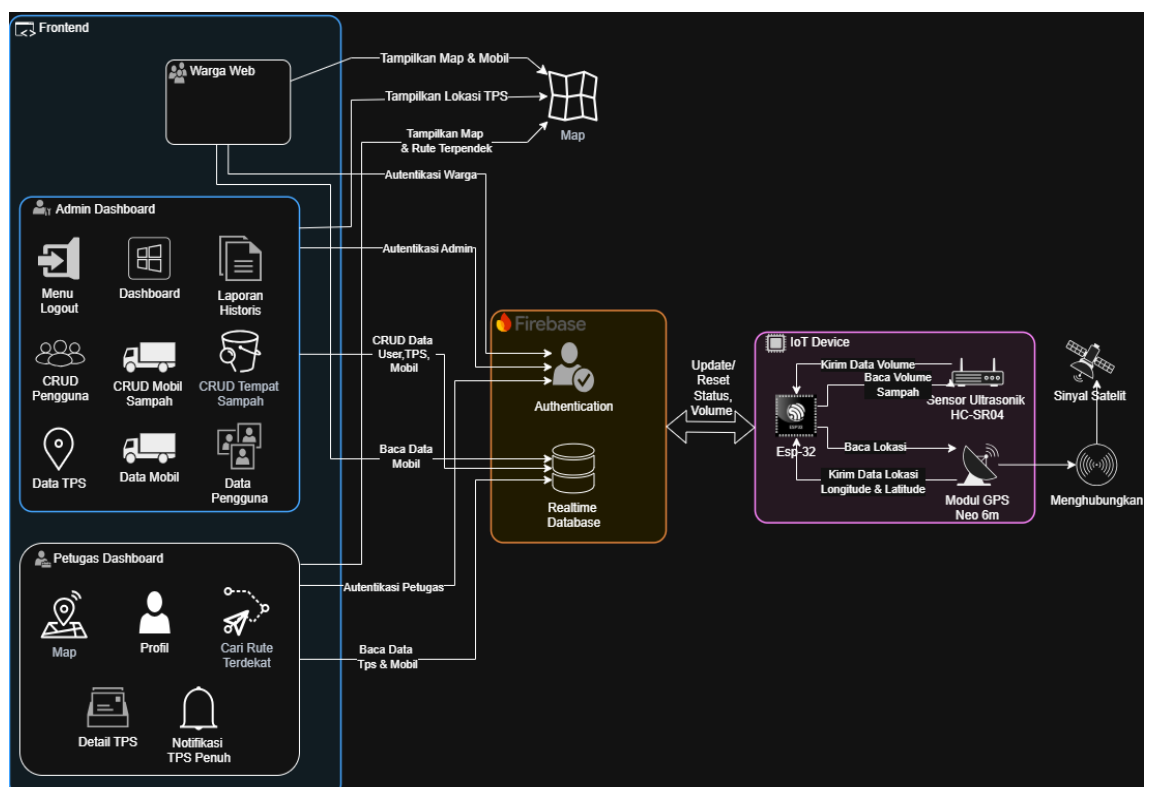 Frontend
Warga Web
Tampilkan Map & Mobil
Tampilkan Lokasi TPS
Tampilkan Map
& Rute Terpendek
Map
Autentikasi Warga
Admin Dashboard
Menu
Logout
Dashboard
Laporan
Historis
CRUD
Pengguna
CRUD Mobil
Sampah
CRUD Tempat
Sampah
Data TPS
Data Mobil
Data
Pengguna
Autentikasi Admin
CRUD Data
User,TPS,
Mobil
Baca Data
Mobil
Petugas Dashboard
Map
Profil
Cari Rute
Terdekat
Detail TPS
Notifikasi
TPS Penuh
Autentikasi Petugas
Baca Data
Tps & Mobil
Firebase
Authentication
Realtime
Database
Update/
Reset
Status,
Volume
IoT Device
Kirim Data Volume
Baca Volume
Sampah
Sensor Ultrasonik
HC-SR04
Esp-32
Baca Lokasi
Kirim Data Lokasi
Longitude & Latitude
Modul GPS
Neo 6m
Sinyal Satelit
Menghubungkan